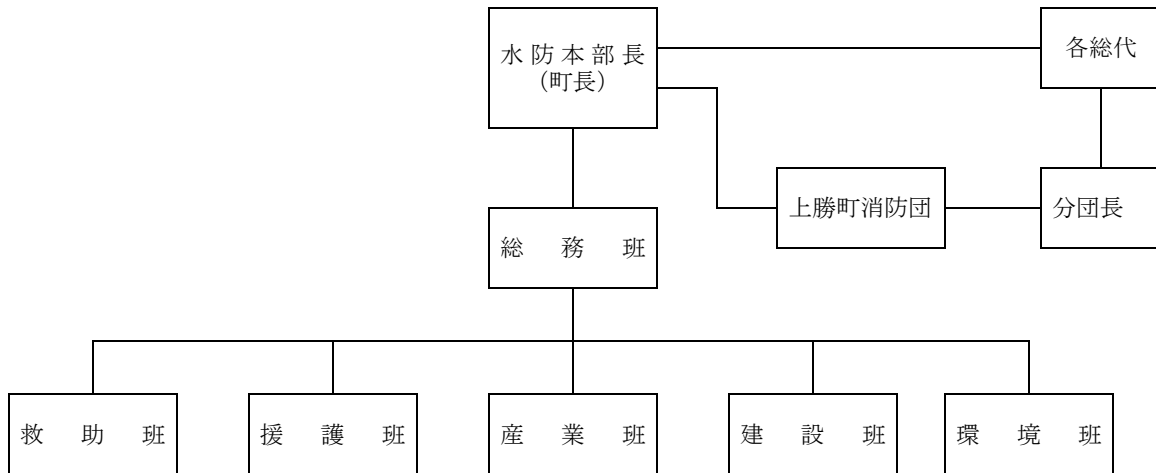 水防本部長
（町長）
各総代
上勝町消防団
分団長
総務班
救助班
援護班
産業班
建設班
環境班